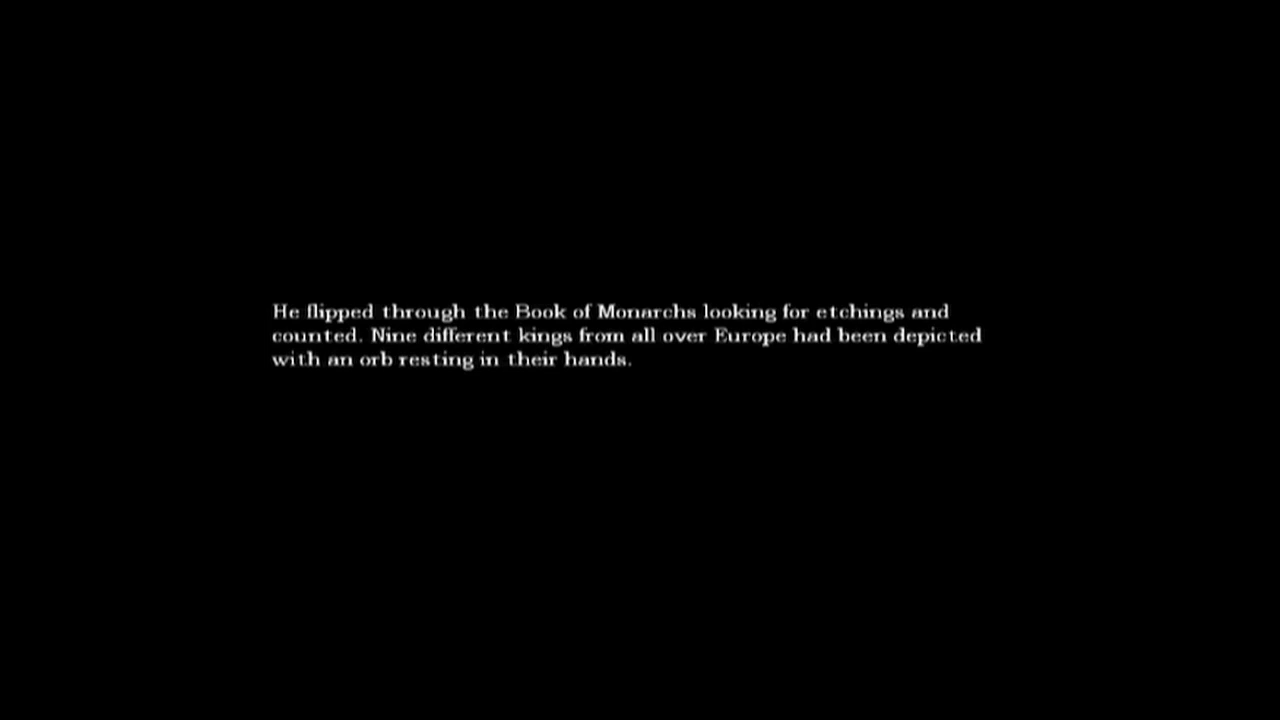 He flipped through the Book of Monarchs looking for etchings and
counted. Nine different kings from all over Europe had been depicted
with an orb resting in their hands.